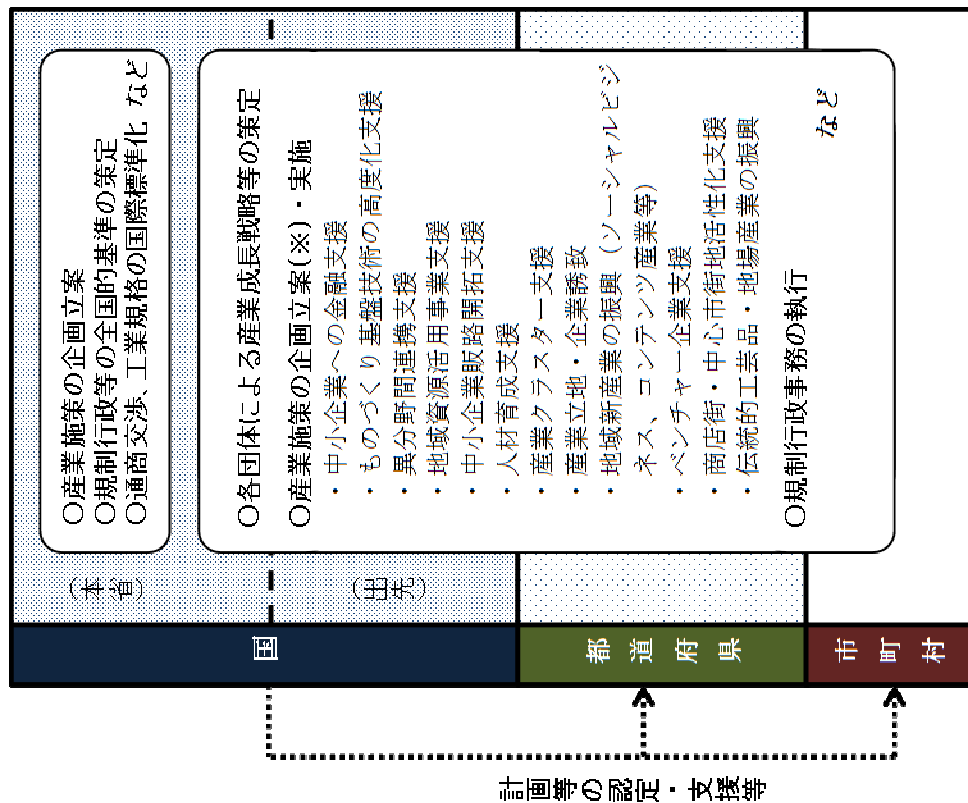 国
(本省)
○産業施策の企画立案
○規制行政等の全国的基準の策定
○通商交渉、工業規格の国際標準化 など
(出先)
○各団体による産業成長戦略等の策定
○産業施策の企画立案(※)・実施
・中小企業への金融支援
・ものづくり基盤技術の高度化支援
・異分野間連携支援
・地域資源活用事業支援
・中小企業販路開拓支援
・人材育成支援
・産業クラスター支援
・産業立地・企業誘致
・地域新産業の振興（ソーシャルビジ
ネス、コンテンツ産業等）
・ベンチャー企業支援
・商店街・中心市街地活性化支援
・伝統的工芸品・地場産業の振興
○規制行政事務の執行
など
都道府県
市町村
計画等の認定・支援等